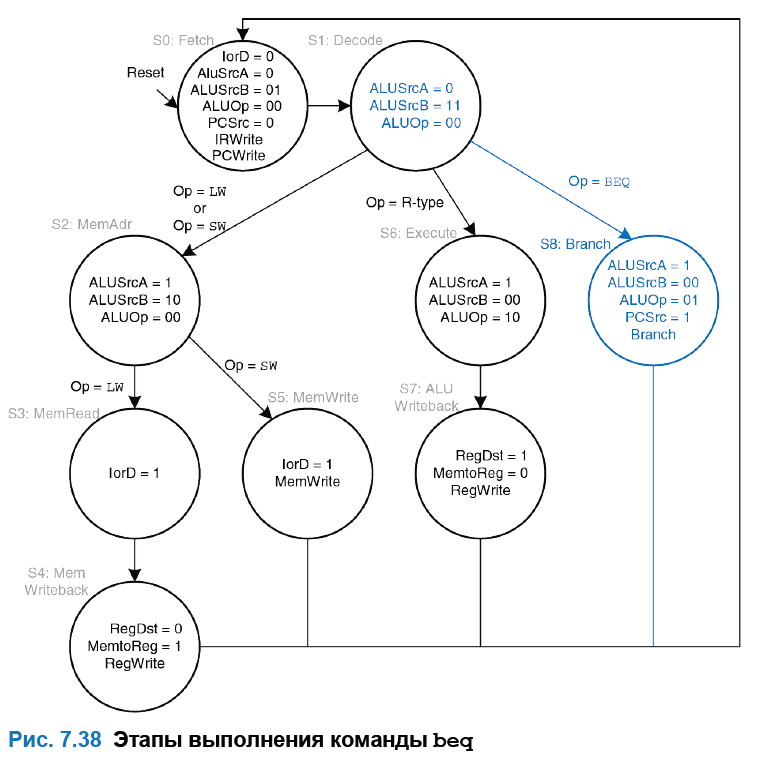 S0: Fetch
S1: Decode
Reset
IorD = 0
AluSrcA = 0
ALUSrcB = 01
ALUOp = 00
PCSrc = 0
IRWrite
PCWrite
ALUSrcA = 0
ALUSrcB = 11
ALUOp = 00
Op = LW
or
Op = SW
Op = R-type
Op = BEQ
S2: MemAdr
ALUSrcA = 1
ALUSrcB = 10
ALUOp = 00
S6: Execute
ALUSrcA = 1
ALUSrcB = 00
ALUOp = 10
S8: Branch
ALUSrcA = 1
ALUSrcB = 00
ALUOp = 01
PCSrc = 1
Branch
Op = LW
Op = SW
S3: MemRead
IorD = 1
S5: MemWrite
IorD = 1
MemWrite
S7: ALU
Writeback
RegDst = 1
MemtoReg = 0
RegWrite
S4: Mem
Writeback
RegDst = 0
MemtoReg = 1
RegWrite
Рис. 7.38 Этапы выполнения команды beq